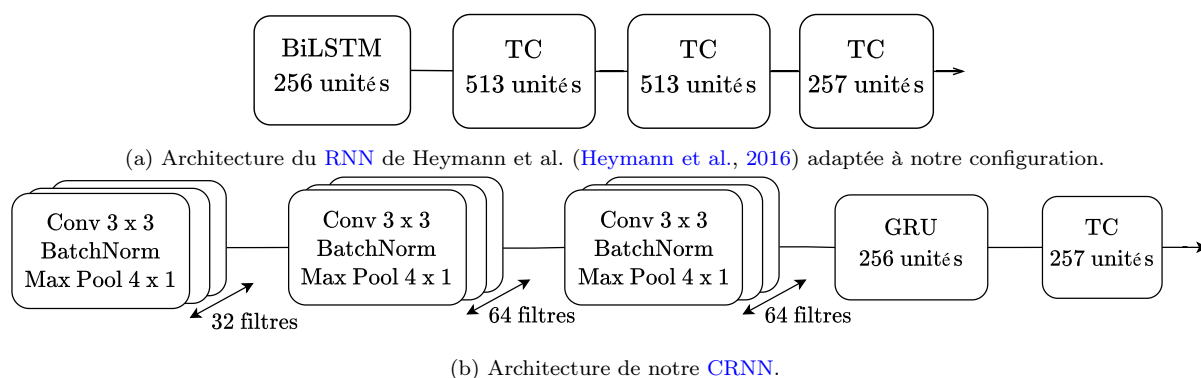 BiLSTM
256 unités
TC
513 unités
TC
513 unités
TC
257 unités
(a) Architecture du RNN de Heymann et al. (Heymann et al., 2016) adaptée à notre configuration.
Conv 3 x 3
BatchNorm
Max Pool 4 x 1
32 filtres
Conv 3 x 3
BatchNorm
Max Pool 4 x 1
64 filtres
Conv 3 x 3
BatchNorm
Max Pool 4 x 1
64 filtres
GRU
256 unités
TC
257 unités
(b) Architecture de notre CRNN.